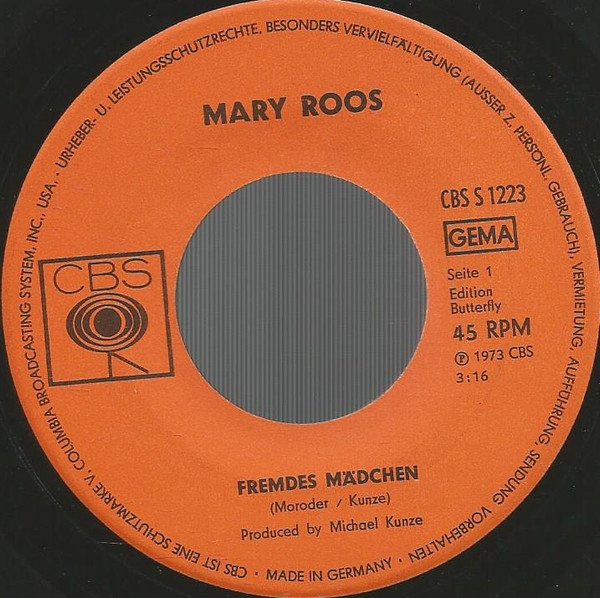 URHEBER- U. LEISTUNGSSCHUTZRECHTE, BESONDERS VERVIELFÄLTIGUNG (AUSSER Z. PERSÖNL. GEBRAUCH), VERMIETUNG, AUFFÜHRUNG, SENDUNG VORBEHALTEN
MARY ROOS
CBS S 1223
GEMA
CBS
Seite 1
Edition
Butterfly
45 RPM
Ⓟ 1973 CBS
3:16
FREMDES MÄDCHEN
(Moroder / Kunze)
Produced by Michael Kunze
CBS IST EINE SCHUTZMARKE V. COLUMBIA BROADCASTING SYSTEM, INC., USA. ·
· MADE IN GERMANY ·